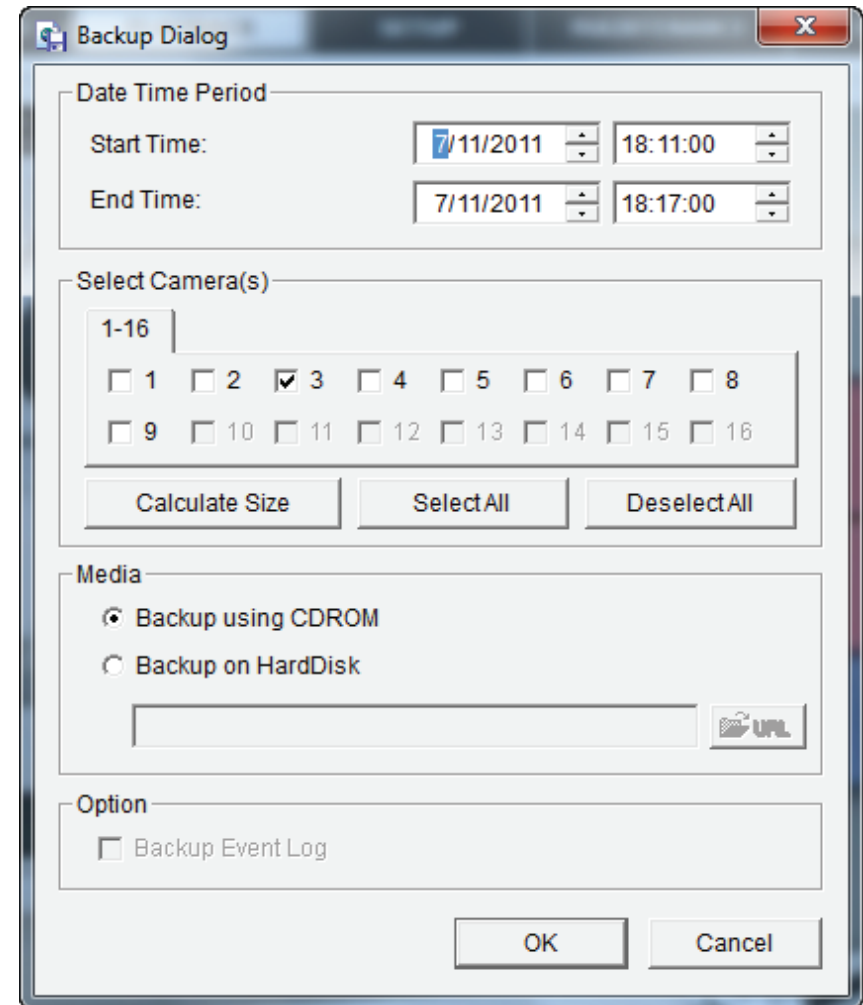 Backup Dialog
Date Time Period
Start Time: 7/11/2011 18:11:00
End Time: 7/11/2011 18:17:00
Select Camera(s)
1-16
1 2 3 4 5 6 7 8
9 10 11 12 13 14 15 16
Calculate Size Select All Deselect All
Media
Backup using CDROM
Backup on HardDisk
URL
Option
Backup Event Log
OK Cancel